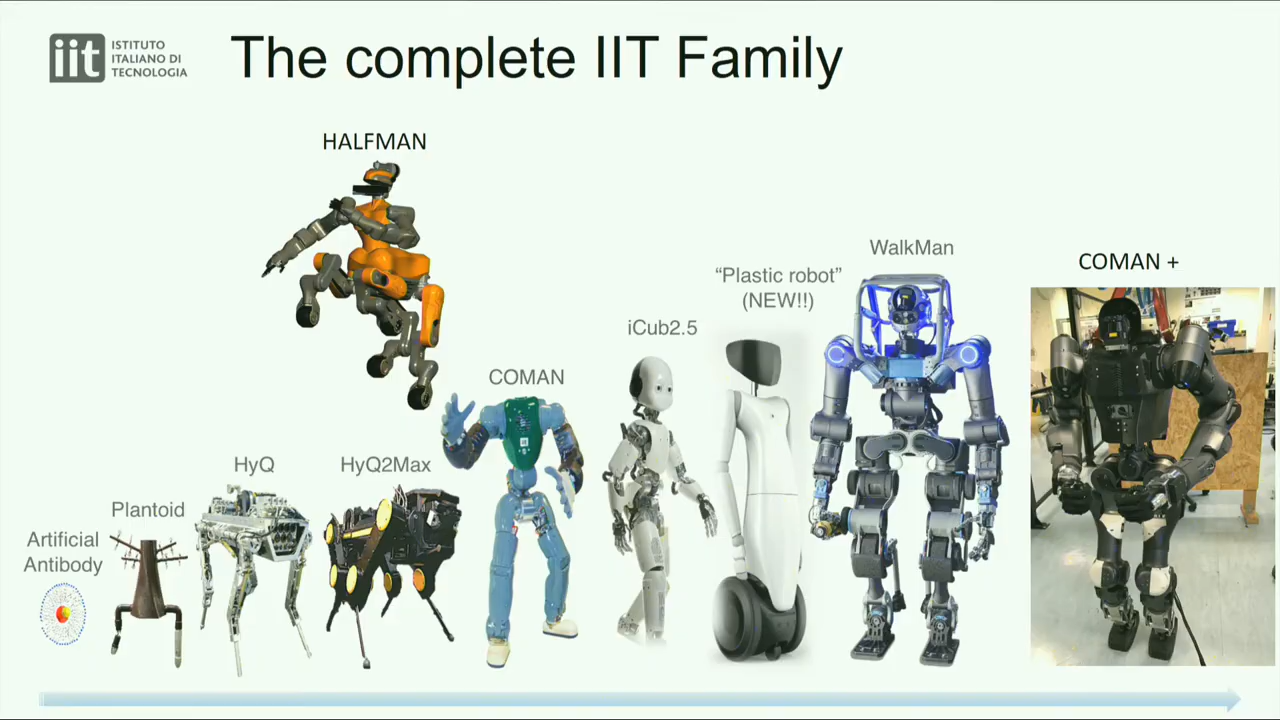 iit ISTITUTO
ITALIANO DI
TECNOLOGIA
The complete IIT Family
HALFMAN
WalkMan
COMAN +
“Plastic robot”
(NEW!!)
iCub2.5
COMAN
HyQ
HyQ2Max
Plantoid
Artificial
Antibody